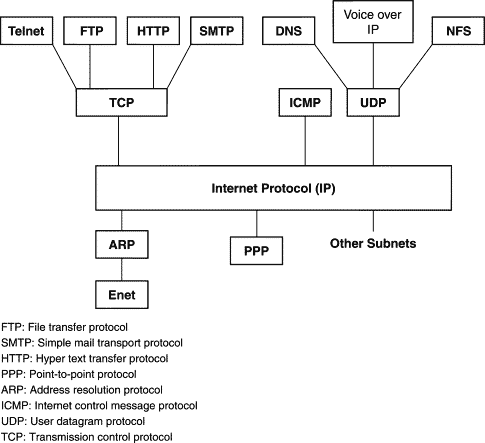 Telnet
FTP
HTTP
SMTP
DNS
Voice over
IP
NFS
TCP
ICMP
UDP
Internet Protocol (IP)
ARP
PPP
Other Subnets
Enet
FTP: File transfer protocol
SMTP: Simple mail transport protocol
HTTP: Hyper text transfer protocol
PPP: Point-to-point protocol
ARP: Address resolution protocol
ICMP: Internet control message protocol
UDP: User datagram protocol
TCP: Transmission control protocol